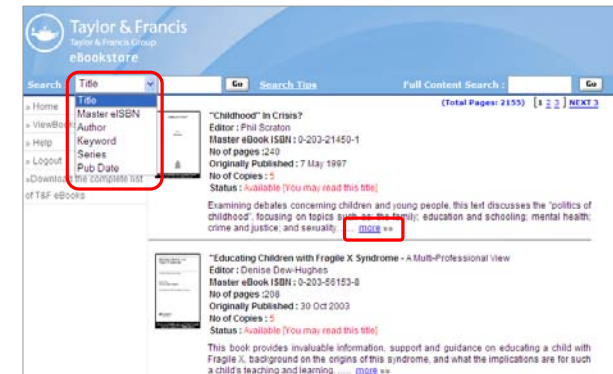 Taylor & Francis
Taylor & Francis Group
eBookstore
Search Title Go Search Tips Full Content Search : Go
Title
Master eISBN
Author
Keyword
Series
Pub Date
» Home
» ViewBoo
» Help
» Logout
»Download the complete list
of T&F eBooks
(Total Pages: 2155) [1 2 3 ] NEXT 3
"Childhood" In Crisis?
Editor : Phil Scraton
Master eBook ISBN : 0-203-21450-1
No of pages :240
Originally Published : 7 May 1997
No of Copies : 5
Status : Available [You may read this title]
Examining debates concerning children and young people, this text discusses the "politics of
childhood", focusing on topics such as: the family; education and schooling; mental health;
crime and justice; and sexuality. .... more »»
"Educating Children with Fragile X Syndrome - A Multi-Professional View
Editor : Denise Dew-Hughes
Master eBook ISBN : 0-203-56153-8
No of pages :208
Originally Published : 30 Oct 2003
No of Copies : 5
Status : Available [You may read this title]
This book provides invaluable information, support and guidance on educating a child with
Fragile X, background on the origins of this syndrome, and what the implications are for such
a child's teaching and learning. .... more »»